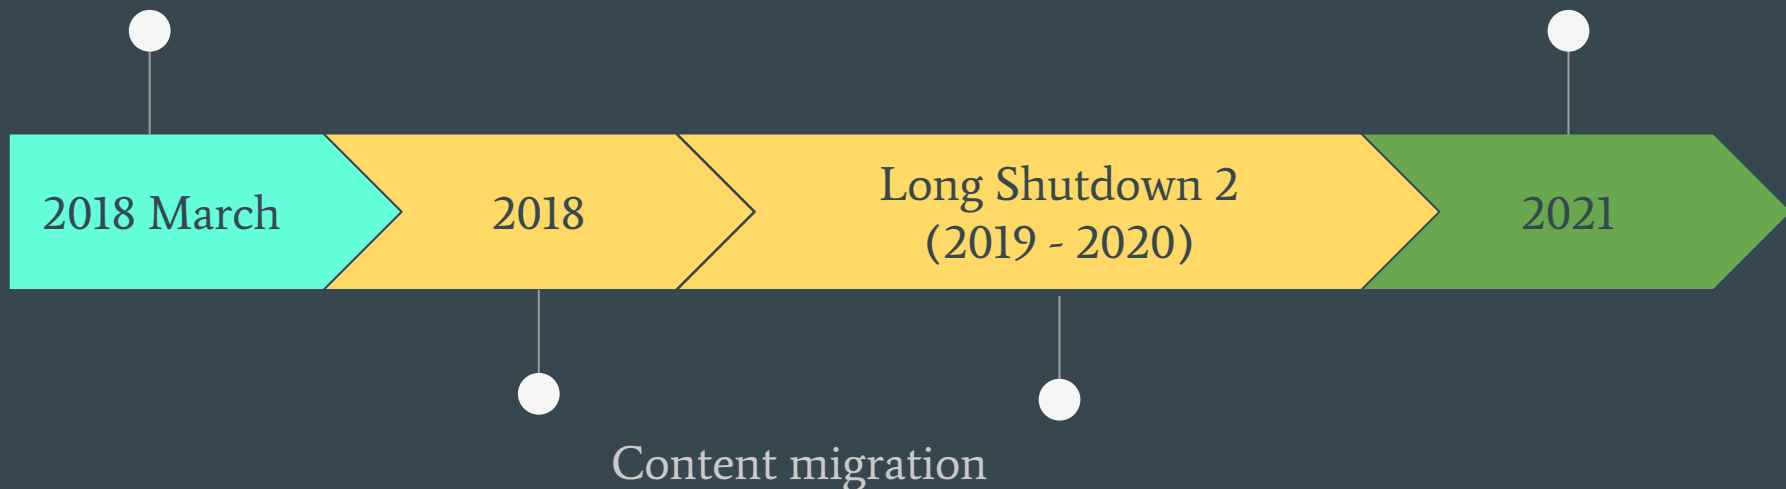 2018 March
2018
Long Shutdown 2
(2019 - 2020)
2021
Content migration